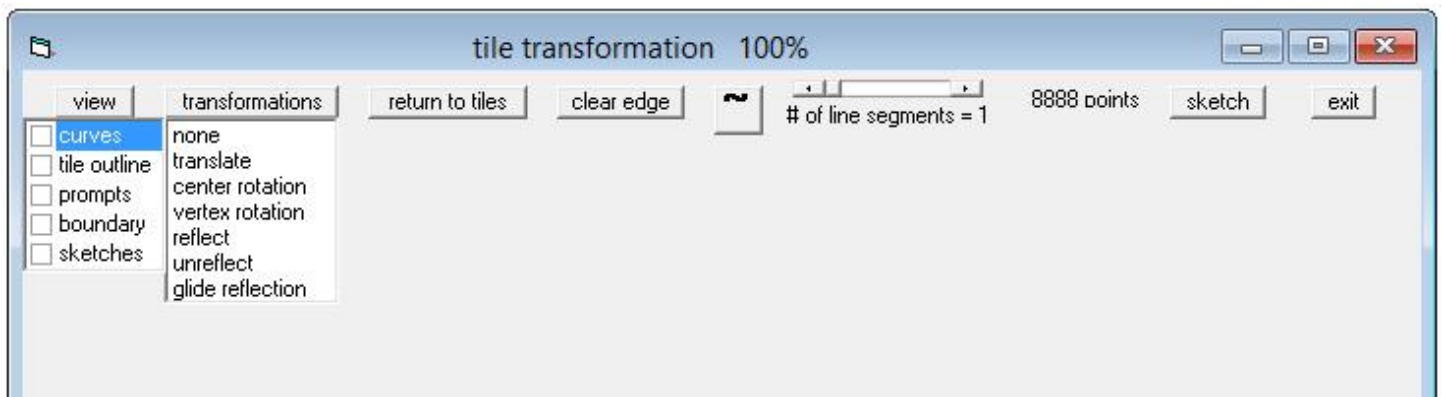 tile transformation 100%
view transformations return to tiles clear edge ~ # of line segments = 1 8888 points sketch exit
curves
tile outline
prompts
boundary
sketches
none
translate
center rotation
vertex rotation
reflect
unreflect
glide reflection